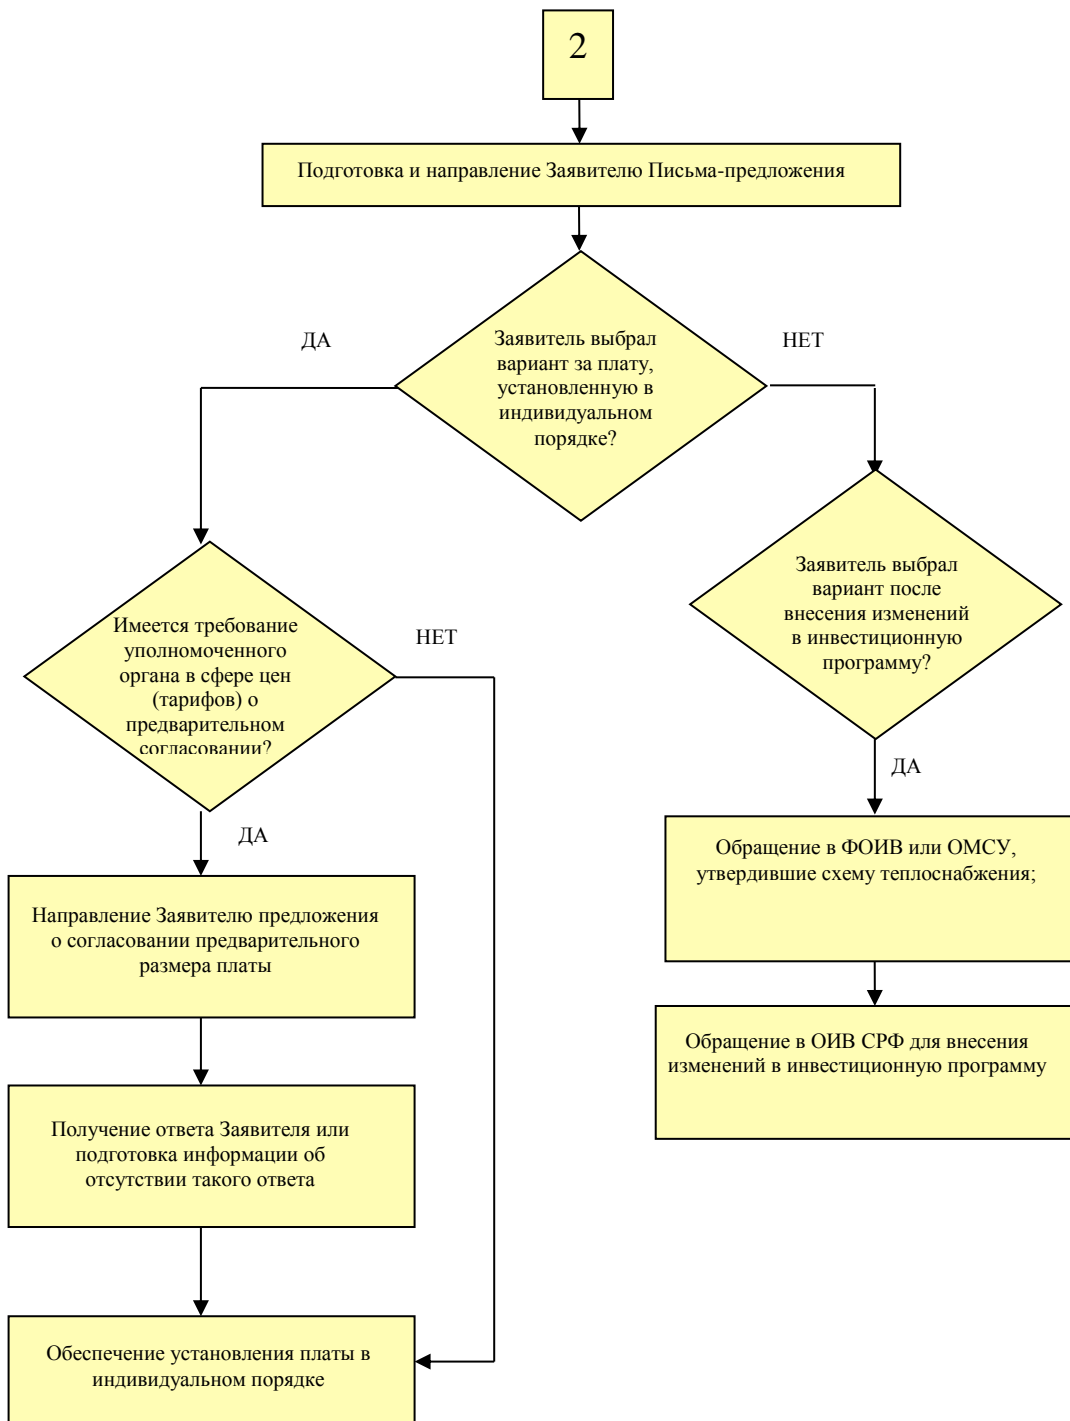 2
Подготовка и направление Заявителю Письма-предложения
ДА
Заявитель выбрал
вариант за плату,
установленную в
индивидуальном
порядке?
НЕТ
Заявитель выбрал
вариант после
внесения изменений
в инвестиционную
программу?
Имеется требование
уполномоченного
органа в сфере цен
(тарифов) о
предварительном
согласовании?
НЕТ
ДА
ДА
Обращение в ФОИВ или ОМСУ,
утвердившие схему теплоснабжения;
Направление Заявителю предложения
о согласовании предварительного
размера платы
Обращение в ОИВ СРФ для внесения
изменений в инвестиционную программу
Получение ответа Заявителя или
подготовка информации об
отсутствии такого ответа
Обеспечение установления платы в
индивидуальном порядке